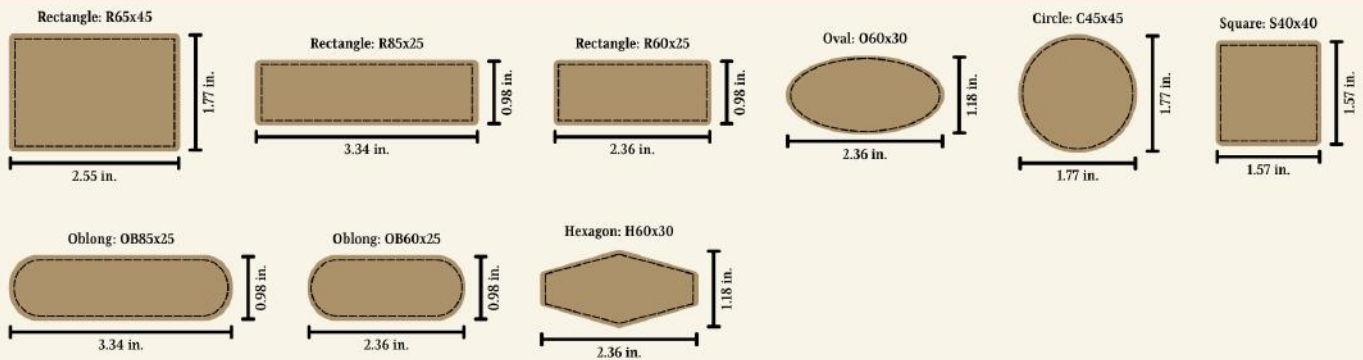 Rectangle: R65x45
1.77 in.
2.55 in.
Rectangle: R85x25
0.98 in.
3.34 in.
Rectangle: R60x25
0.98 in.
2.36 in.
Oval: O60x30
1.18 in.
2.36 in.
Circle: C45x45
1.77 in.
1.77 in.
Square: S40x40
1.57 in.
1.57 in.
Oblong: OB85x25
0.98 in.
3.34 in.
Oblong: OB60x25
0.98 in.
2.36 in.
Hexagon: H60x30
1.18 in.
2.36 in.